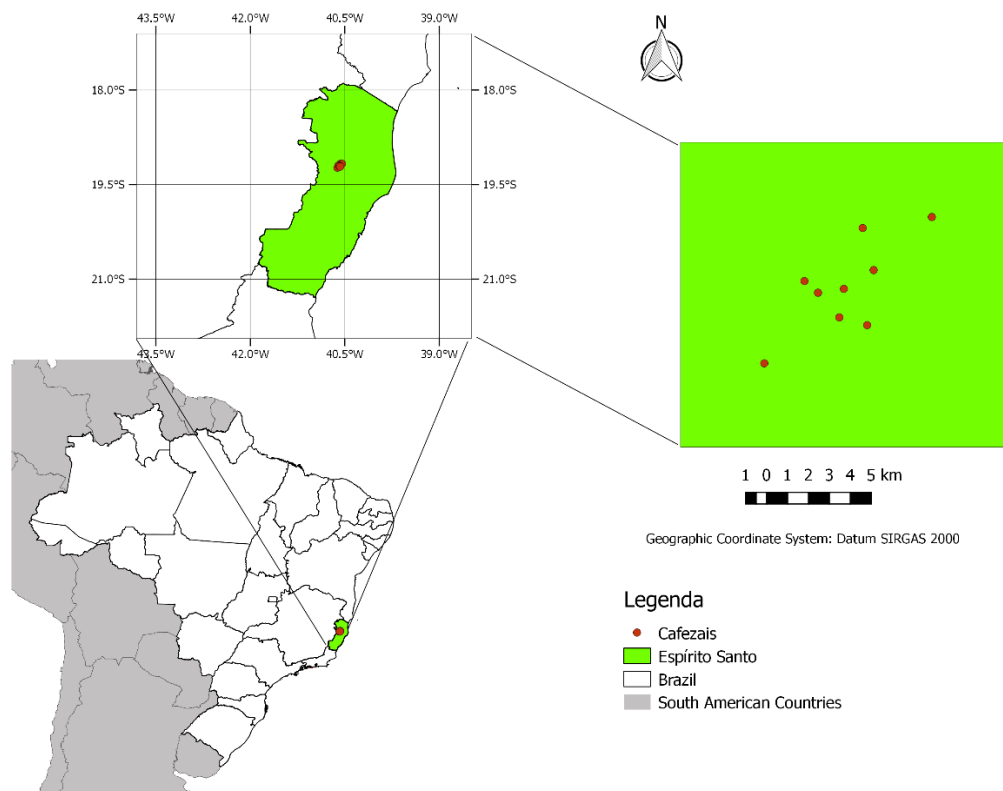 43.5°W 42.0°W 40.5°W 39.0°W
N
18.0°S 18.0°S
19.5°S 19.5°S
21.0°S 21.0°S
43.5°W 42.0°W 40.5°W 39.0°W
1 0 1 2 3 4 5 km
Geographic Coordinate System: Datum SIRGAS 2000
Legenda
Cafezais
Espírito Santo
Brazil
South American Countries